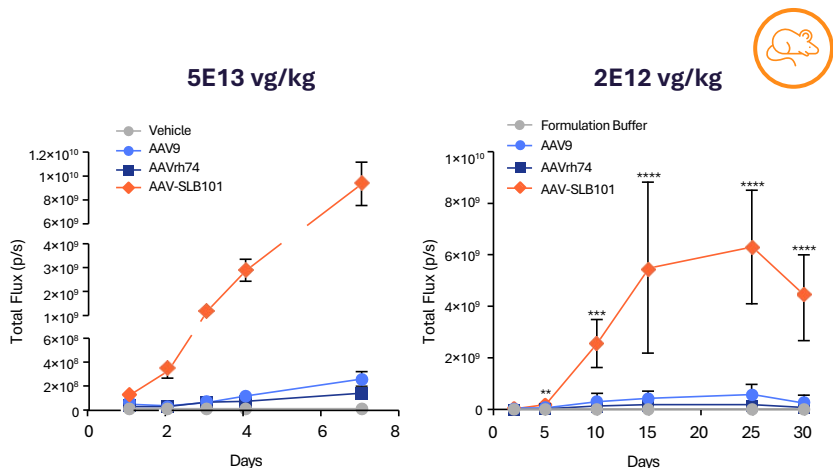 5E13 vg/kg
Vehicle
AAV9
AAVrh74
AAV-SLB101
Total Flux (p/s)
1.2×10¹⁰
1×10¹⁰
8×10⁹
6×10⁹
4×10⁹
3×10⁹
2×10⁹
1×10⁹
6×10⁸
4×10⁸
2×10⁸
0
0 2 4 6 8
Days
2E12 vg/kg
Formulation Buffer
AAV9
AAVrh74
AAV-SLB101
Total Flux (p/s)
1×10¹⁰
8×10⁹
6×10⁹
4×10⁹
2×10⁹
0
** *** **** **** ****
0 5 10 15 20 25 30
Days